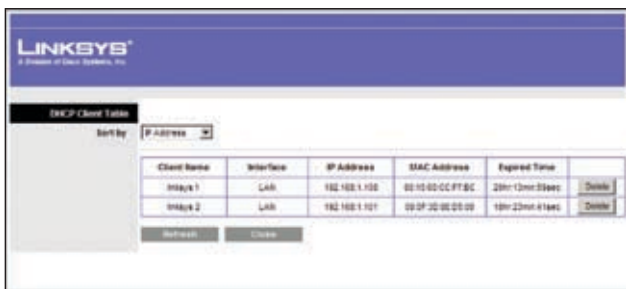 LINKSYS®
A Division of Cisco Systems, Inc.
DHCP Client Table
Sort by IP Address
Client Name Interface IP Address MAC Address Expired Time
1 LAN 192.168.1.100 Delete
2 LAN 192.168.1.101 Delete
Refresh Close